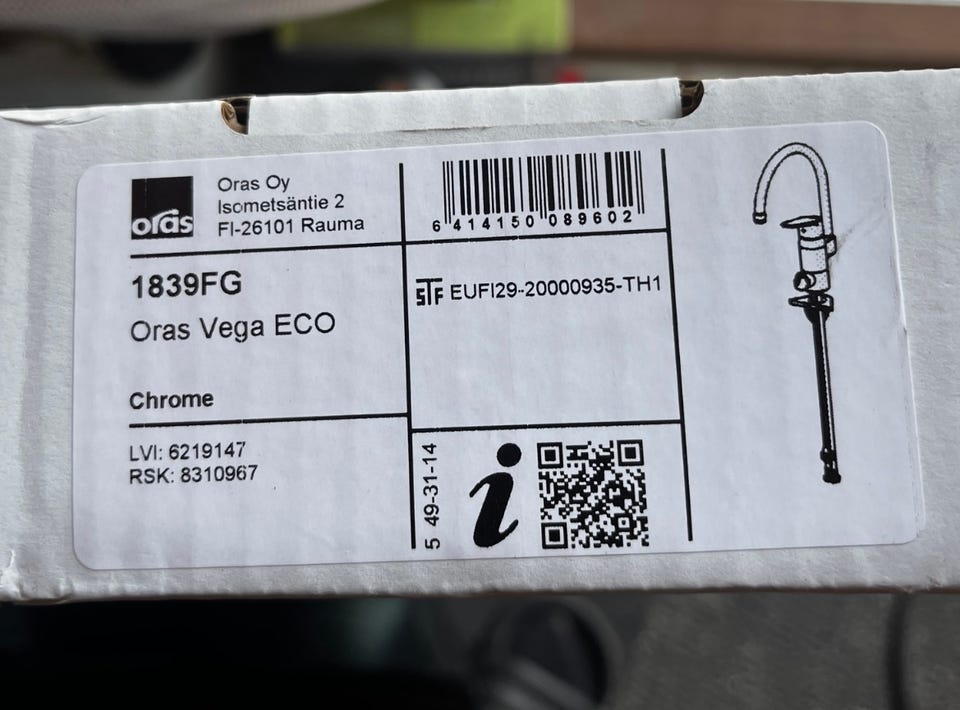 oras
Oras Oy
Isometsäntie 2
FI-26101 Rauma
1839FG
Oras Vega ECO
Chrome
LVI: 6219147
RSK: 8310967
6 414150 089602
STF EUFI29-20000935-TH1
5 49-31-14
i